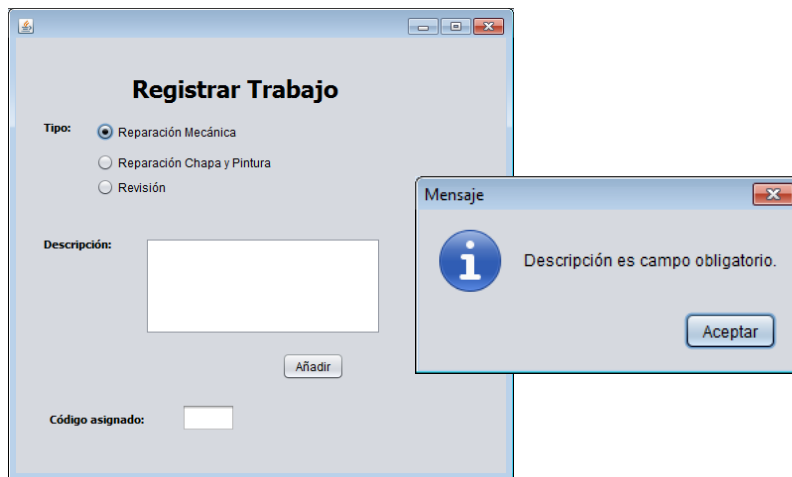 Registrar Trabajo
Tipo:
Reparación Mecánica
Reparación Chapa y Pintura
Revisión
Descripción:
Añadir
Código asignado:
Mensaje
Descripción es campo obligatorio.
Aceptar